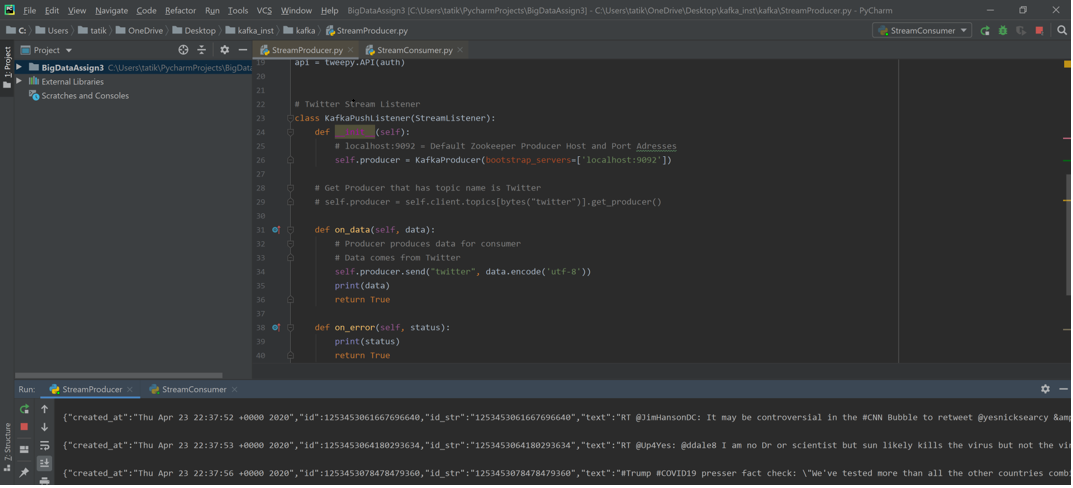 PC File Edit View Navigate Code Refactor Run Tools VCS Window Help BigDataAssign3 [C:\Users\tatik\PycharmProjects\BigDataAssign3] - C:\Users\tatik\OneDrive\Desktop\kafka_inst\kafka\StreamProducer.py - PyCharm
C: Users tatik OneDrive Desktop kafka_inst kafka StreamProducer.py StreamConsumer
1: Project
Project
StreamProducer.py StreamConsumer.py
BigDataAssign3 C:\Users\tatik\PycharmProjects\BigData
External Libraries
Scratches and Consoles
19 api = tweepy.API(auth)
20
21
22 # Twitter Stream Listener
23 class KafkaPushListener(StreamListener):
24 def (self):
25 # localhost:9092 = Default Zookeeper Producer Host and Port Adresses
26 self.producer = KafkaProducer(bootstrap_servers=['localhost:9092'])
27
28 # Get Producer that has topic name is Twitter
29 # self.producer = self.client.topics[bytes("twitter")].get_producer()
30
31 def on_data(self, data):
32 # Producer produces data for consumer
33 # Data comes from Twitter
34 self.producer.send("twitter", data.encode('utf-8'))
35 print(data)
36 return True
37
38 def on_error(self, status):
39 print(status)
40 return True
Run: StreamProducer StreamConsumer
{"created_at":"Thu Apr 23 22:37:52 +0000 2020","id":1253453061667696640,"id_str":"1253453061667696640","text":"RT @JimHansonDC: It may be controversial in the #CNN Bubble to retweet @yesnicksearcy &amp
{"created_at":"Thu Apr 23 22:37:53 +0000 2020","id":1253453064180293634,"id_str":"1253453064180293634","text":"RT @Up4Yes: @ddale8 I am no Dr or scientist but sun likely kills the virus but not the vir
{"created_at":"Thu Apr 23 22:37:56 +0000 2020","id":1253453078478479360,"id_str":"1253453078478479360","text":"#Trump #COVID19 presser fact check: \"We've tested more than all the other countries combi
Z: Structure